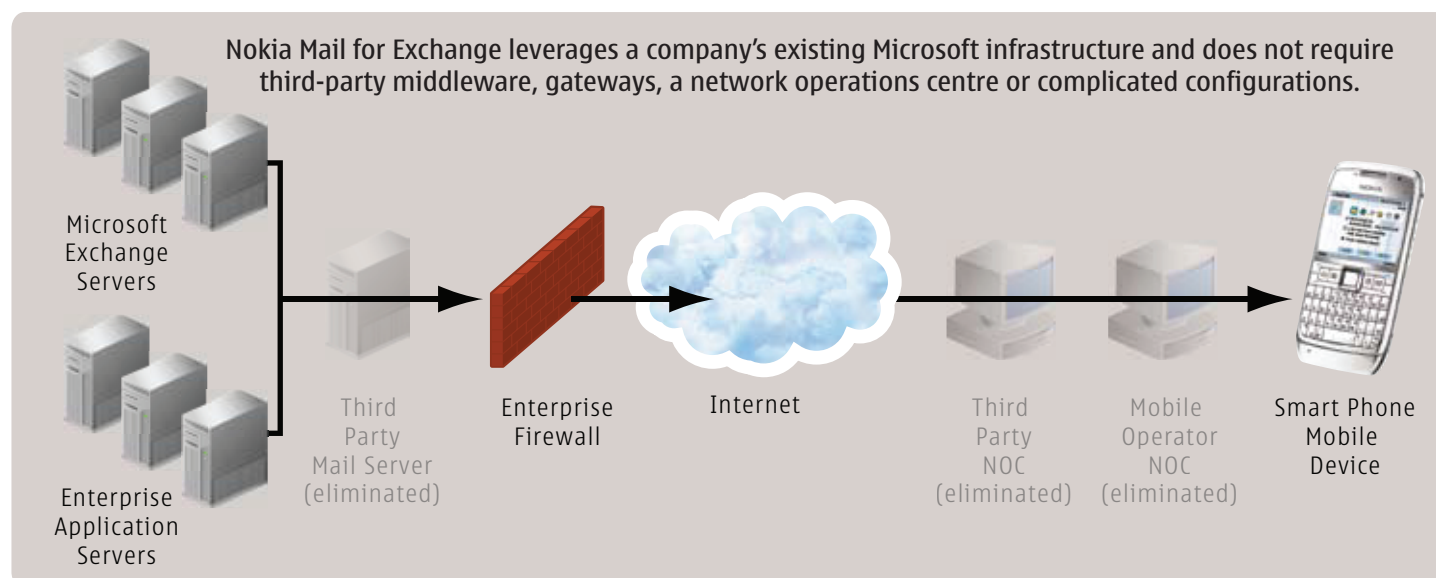 Nokia Mail for Exchange leverages a company’s existing Microsoft infrastructure and does not require
third-party middleware, gateways, a network operations centre or complicated configurations.
Microsoft
Exchange
Servers
Enterprise
Application
Servers
Third
Party
Mail Server
(eliminated)
Enterprise
Firewall
Internet
Third
Party
NOC
(eliminated)
Mobile
Operator
NOC
(eliminated)
NOKIA
Smart Phone
Mobile
Device